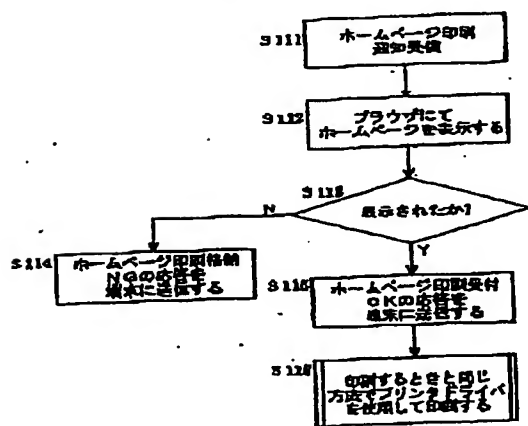 S111
ホームページ印刷
通知受信
S112
ブラウザにて
ホームページを表示する
S113
表示されたか?
N
Y
S114
ホームページ印刷
NGの応答を
端末に送信する
S115
ホームページ印刷受付
OKの応答を
端末に送信する
S116
印刷するときと同じ
方法でプリンタドライバ
を使用して印刷する